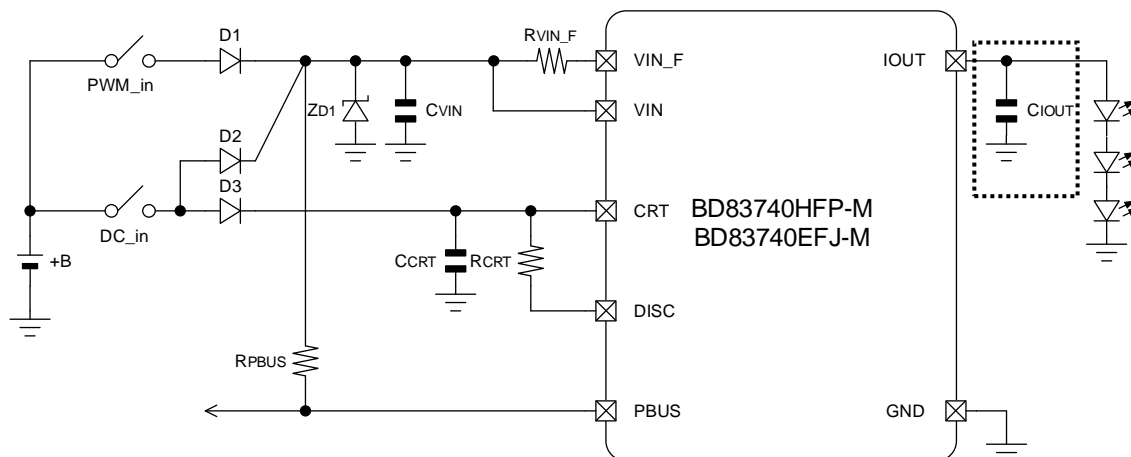 D1
PWM_in
RVIN_F
VIN_F
IOUT
ZD1
CVIN
VIN
CIOUT
D2
D3
DC_in
CRT
BD83740HFP-M
BD83740EFJ-M
+B
CCRT
RCRT
DISC
RPBUS
PBUS
GND